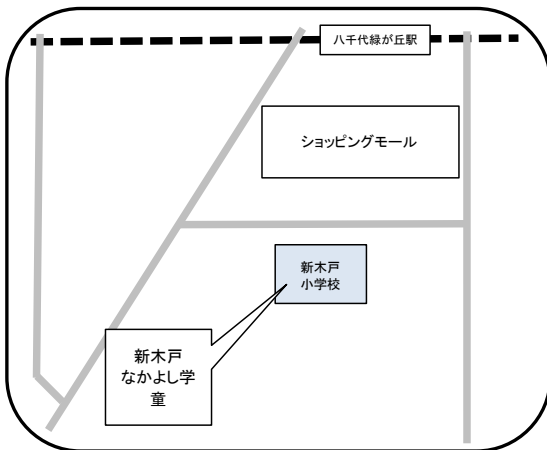 八千代緑が丘駅
ショッピングモール
新木戸
小学校
新木戸
なかよし学
童